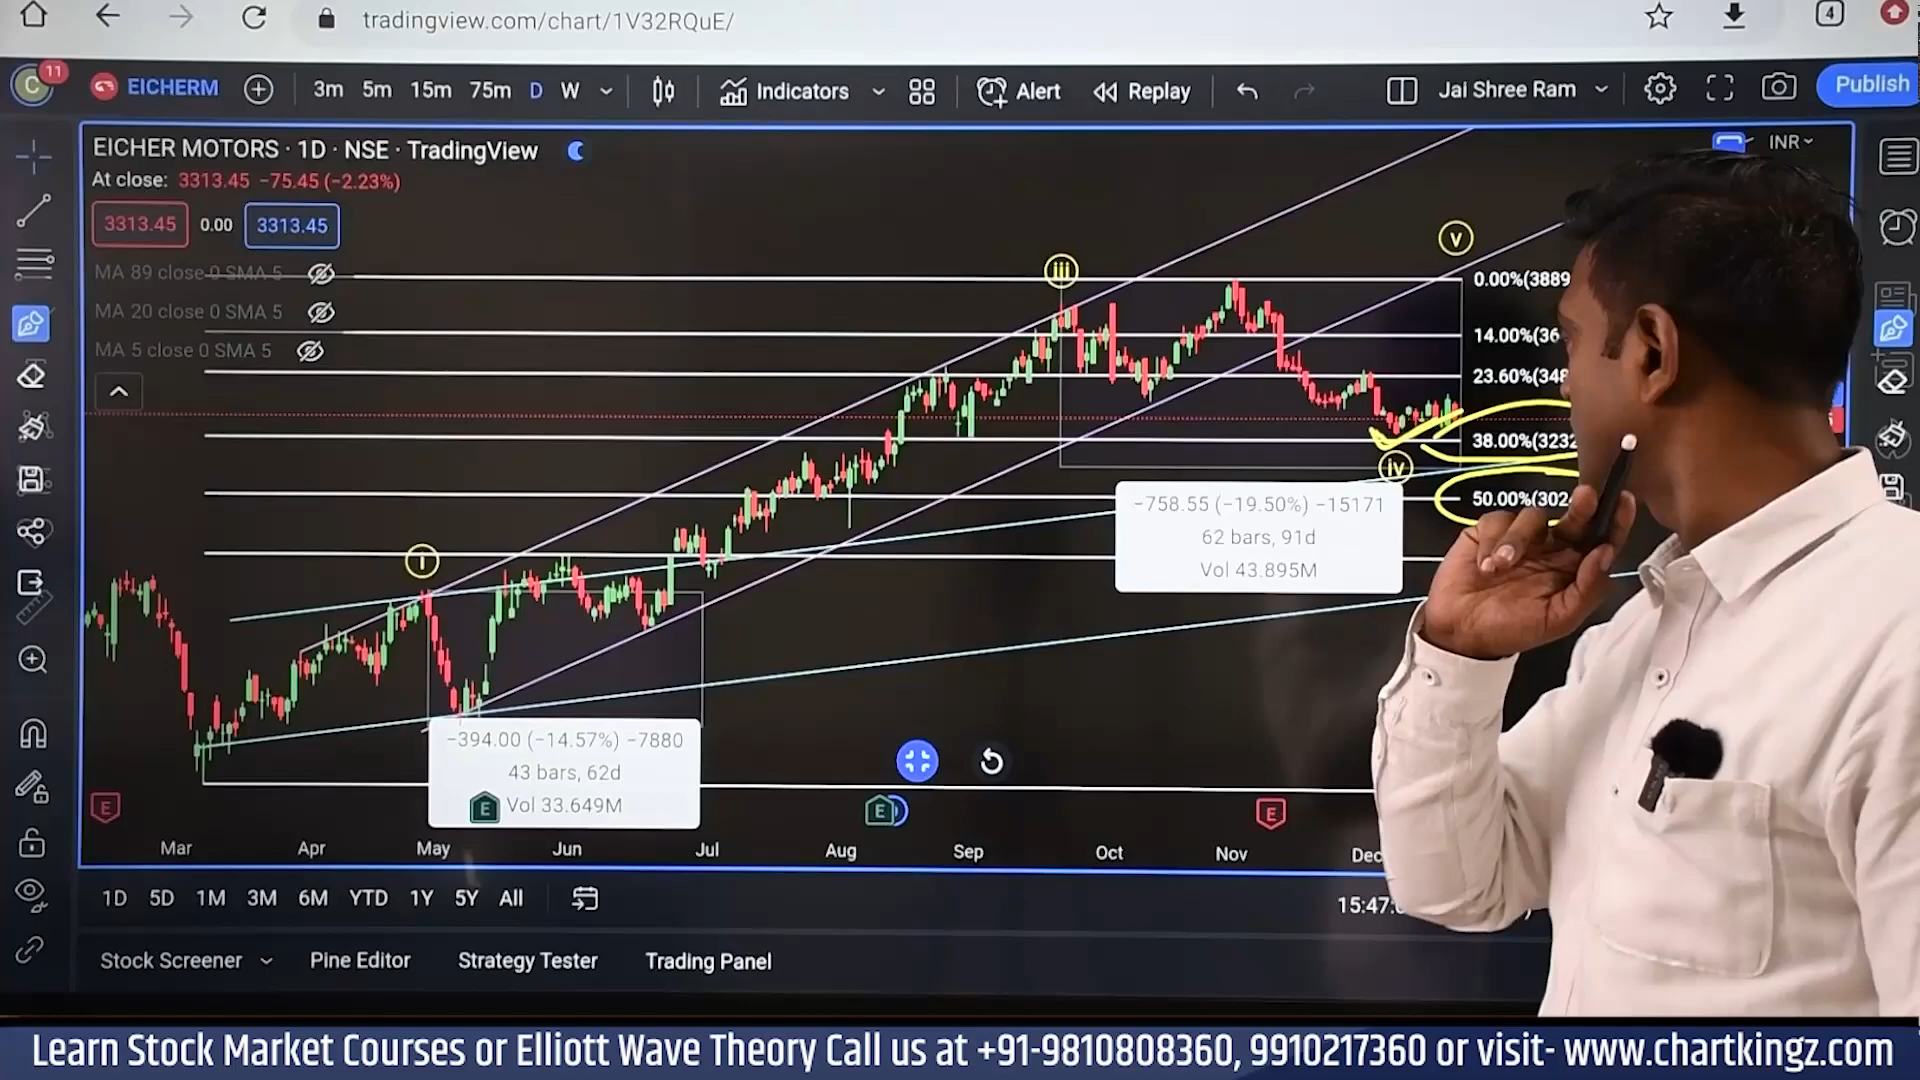 tradingview.com/chart/1V32RQuE/
4
C 11 EICHERM 3m 5m 15m 75m D W Indicators Alert Replay Jai Shree Ram Publish
EICHER MOTORS · 1D · NSE · TradingView
INR
At close: 3313.45 −75.45 (−2.23%)
3313.45 0.00 3313.45
MA 89 close 0 SMA 5
MA 20 close 0 SMA 5
MA 5 close 0 SMA 5
i
iii
iv
v
0.00%(3889
14.00%(36
23.60%(348
38.00%(3232
50.00%(302
−758.55 (−19.50%) −15171
62 bars, 91d
Vol 43.895M
−394.00 (−14.57%) −7880
43 bars, 62d
Vol 33.649M
E E E E
Mar Apr May Jun Jul Aug Sep Oct Nov Dec
1D 5D 1M 3M 6M YTD 1Y 5Y All
15:47:0
Stock Screener Pine Editor Strategy Tester Trading Panel
Learn Stock Market Courses or Elliott Wave Theory Call us at +91-9810808360, 9910217360 or visit- www.chartkingz.com